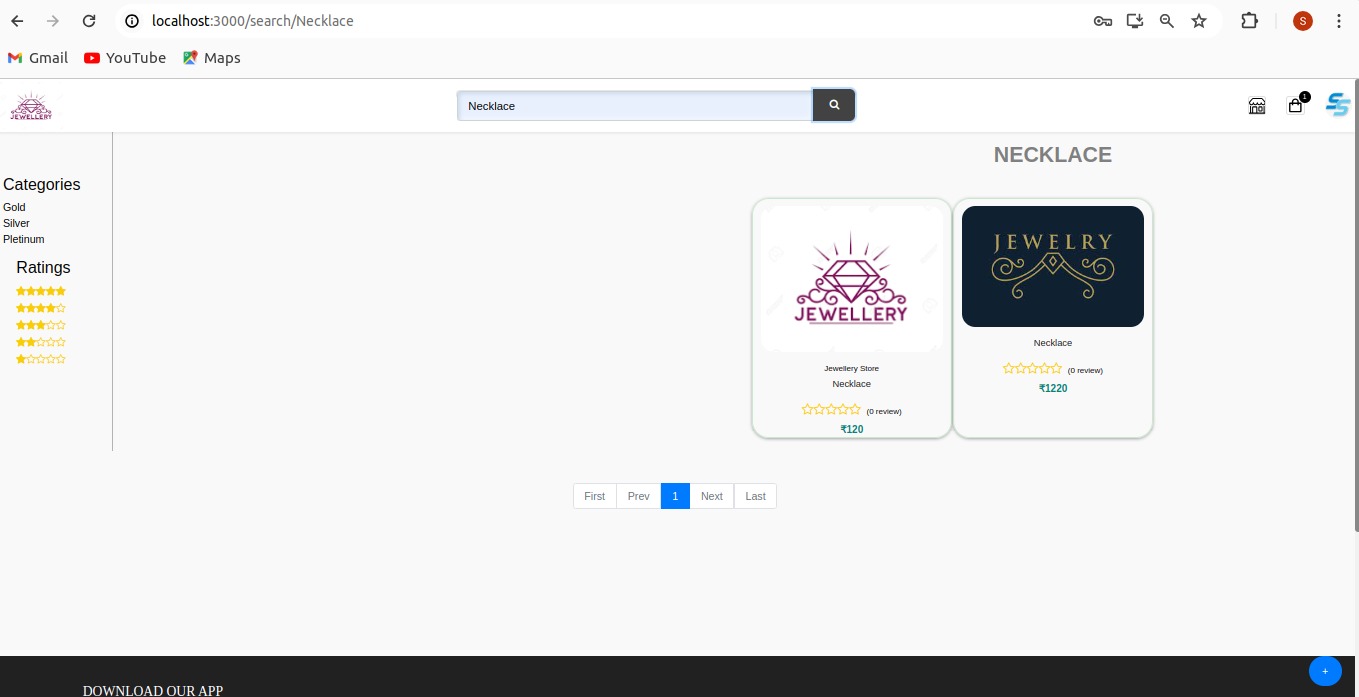 localhost:3000/search/Necklace
S
Gmail
YouTube
Maps
JEWELLERY
Necklace
1
NECKLACE
Categories
Gold
Silver
Pletinum
Ratings
JEWELLERY
Jewellery Store
Necklace
(0 review)
₹120
JEWELRY
Necklace
(0 review)
₹1220
First
Prev
1
Next
Last
+
DOWNLOAD OUR APP